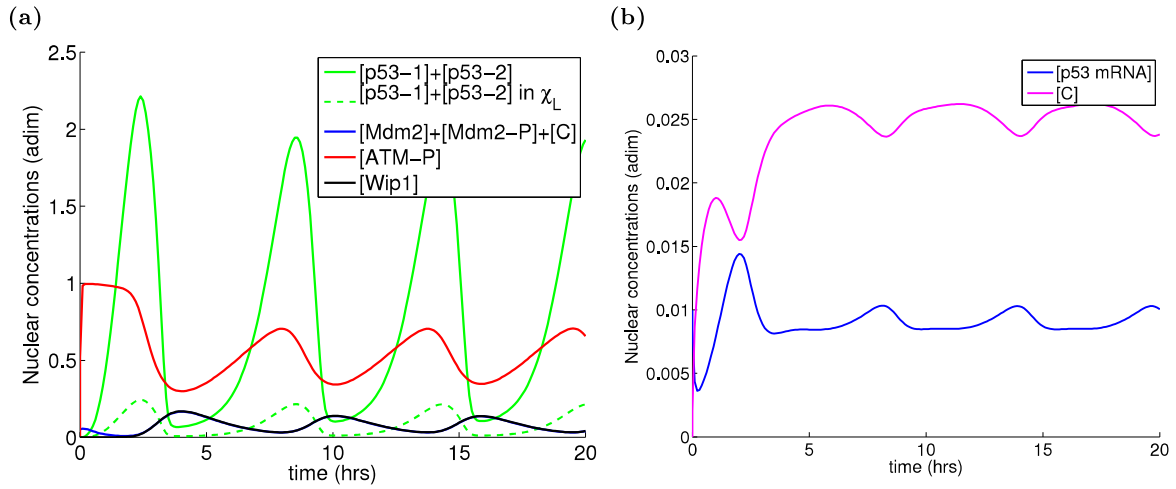 (a)
Nuclear concentrations (adim)
2.5
2
1.5
1
0.5
0
0
5
10
15
20
time (hrs)
[p53−1]+[p53−2]
[p53−1]+[p53−2] in χL
[Mdm2]+[Mdm2−P]+[C]
[ATM−P]
[Wip1]
(b)
Nuclear concentrations (adim)
0.03
0.025
0.02
0.015
0.01
0.005
0
0
5
10
15
20
time (hrs)
[p53 mRNA]
[C]